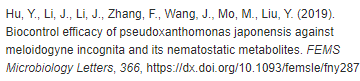 Hu, Y., Li, J., Li, J., Zhang, F., Wang, J., Mo, M., Liu, Y. (2019).
Biocontrol efficacy of pseudoxanthomonas japonensis against
meloidogyne incognita and its nematostatic metabolites. FEMS
Microbiology Letters, 366, https://dx.doi.org/10.1093/femsle/fny287